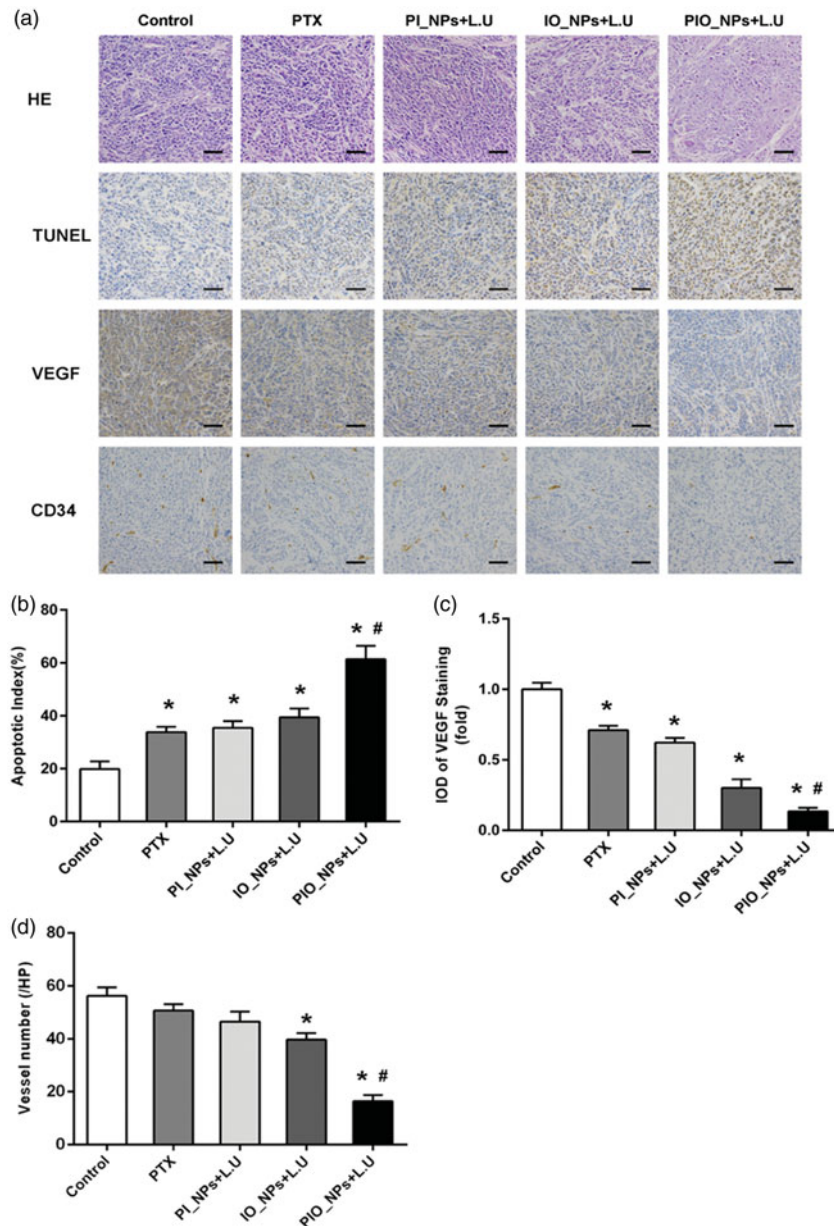 (a)
Control PTX PI_NPs+L.U IO_NPs+L.U PIO_NPs+L.U
HE
TUNEL
VEGF
CD34
(b)
Apoptotic Index(%)
80
60
40
20
0
*
*
*
* #
Control
PTX
PI_NPs+L.U
IO_NPs+L.U
PIO_NPs+L.U
(c)
IOD of VEGF Staining
(fold)
1.5
1.0
0.5
0.0
*
*
*
* #
Control
PTX
PI_NPs+L.U
IO_NPs+L.U
PIO_NPs+L.U
(d)
Vessel number (/HP)
80
60
40
20
0
*
* #
Control
PTX
PI_NPs+L.U
IO_NPs+L.U
PIO_NPs+L.U